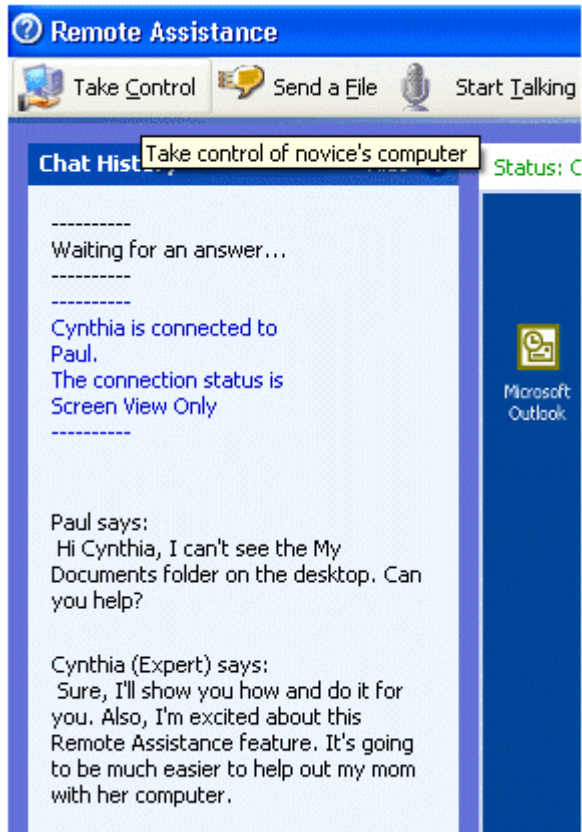 Remote Assistance
Take Control Send a File Start Talking
Take control of novice's computer
Chat Status: C
----------
Waiting for an answer...
----------
----------
Cynthia is connected to
Paul.
The connection status is
Screen View Only
----------
Microsoft
Outlook
Paul says:
Hi Cynthia, I can't see the My
Documents folder on the desktop. Can
you help?
Cynthia (Expert) says:
Sure, I'll show you how and do it for
you. Also, I'm excited about this
Remote Assistance feature. It's going
to be much easier to help out my mom
with her computer.